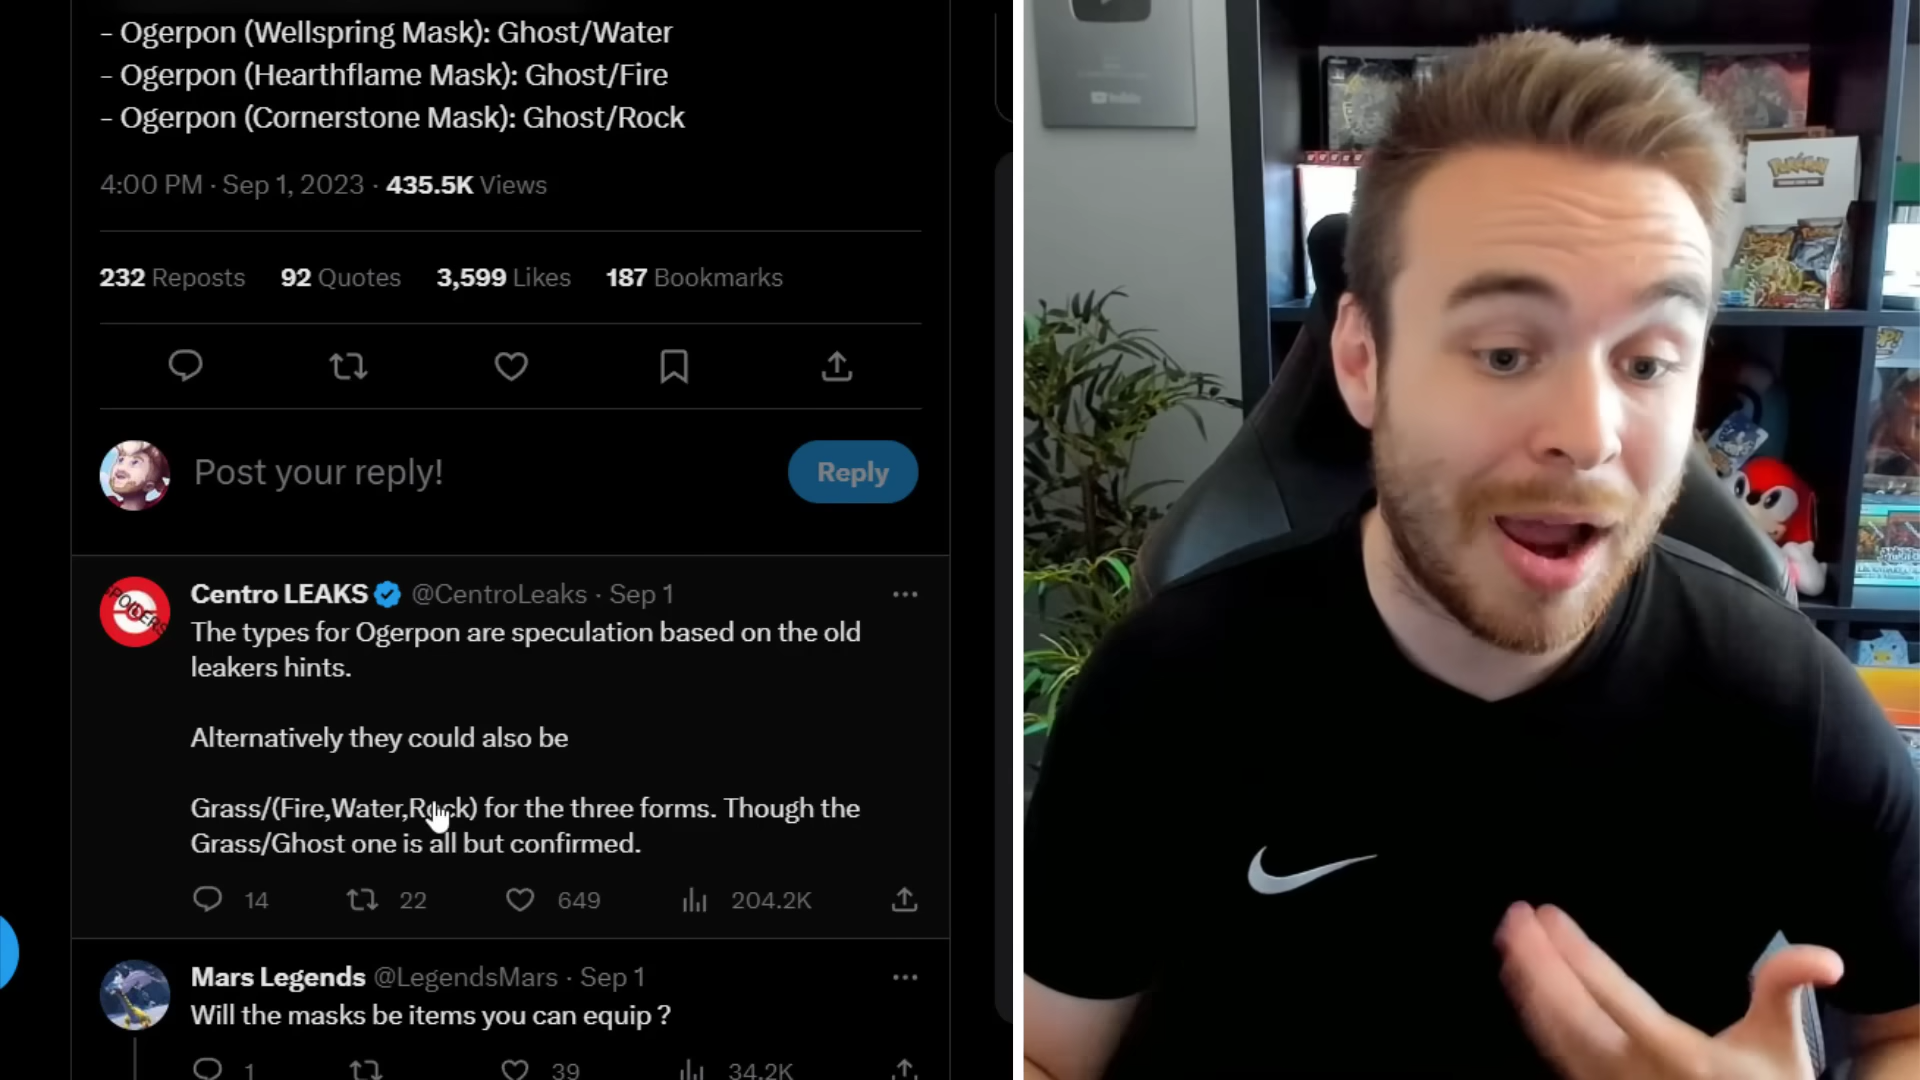 - Ogerpon (Wellspring Mask): Ghost/Water
- Ogerpon (Hearthflame Mask): Ghost/Fire
- Ogerpon (Cornerstone Mask): Ghost/Rock
4:00 PM · Sep 1, 2023 · 435.5K Views
232 Reposts 92 Quotes 3,599 Likes 187 Bookmarks
Post your reply!
Reply
Centro LEAKS @CentroLeaks · Sep 1
The types for Ogerpon are speculation based on the old
leakers hints.
Alternatively they could also be
Grass/(Fire,Water,Rock) for the three forms. Though the
Grass/Ghost one is all but confirmed.
14 22 649 204.2K
Mars Legends @LegendsMars · Sep 1
Will the masks be items you can equip ?
1 39 34.2K
YouTube
POKéMON